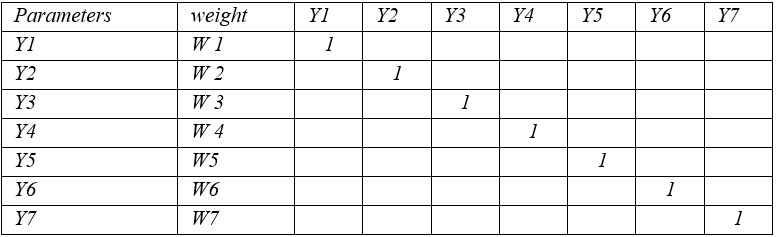 Parameters weight Y1 Y2 Y3 Y4 Y5 Y6 Y7
Y1 W 1 1
Y2 W 2 1
Y3 W 3 1
Y4 W 4 1
Y5 W5 1
Y6 W6 1
Y7 W7 1